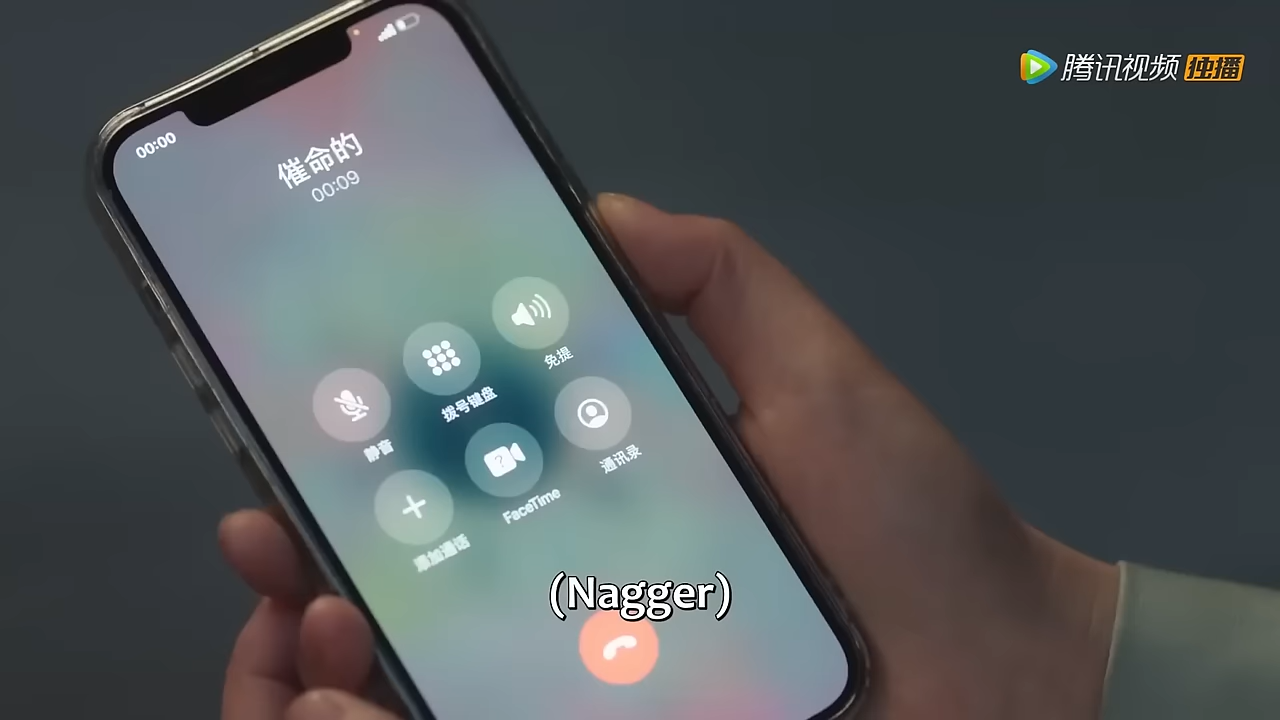 腾讯视频 独播
00:00
催命的
00:09
静音
拨号键盘
免提
添加通话
FaceTime
通讯录
(Nagger)